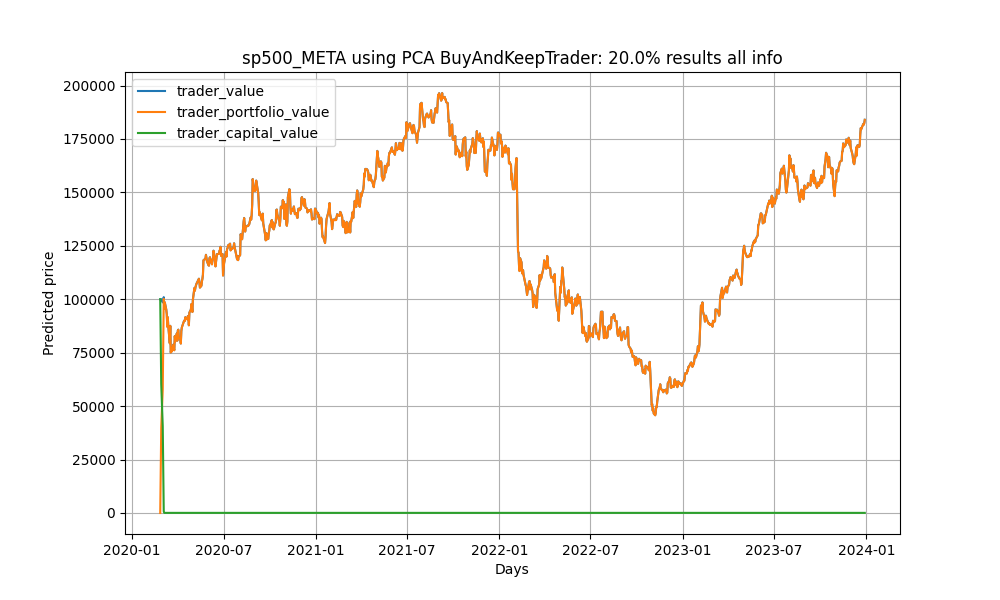 sp500_META using PCA BuyAndKeepTrader: 20.0% results all info
trader_value
trader_portfolio_value
trader_capital_value
Predicted price
200000
175000
150000
125000
100000
75000
50000
25000
0
2020-01 2020-07 2021-01 2021-07 2022-01 2022-07 2023-01 2023-07 2024-01
Days